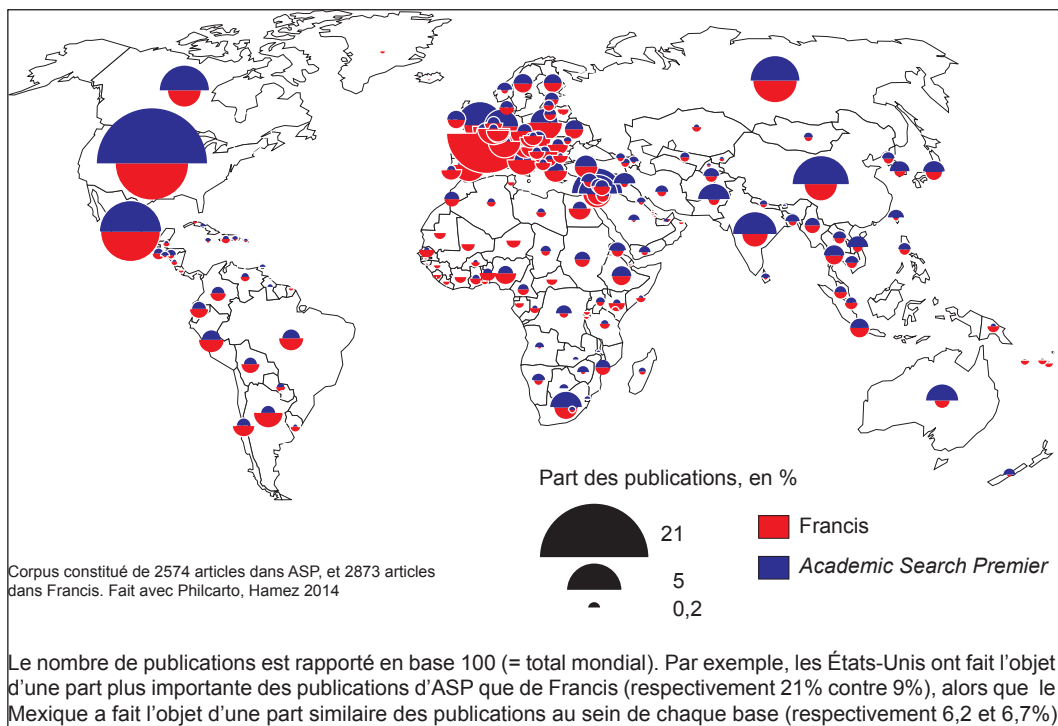 Part des publications, en %
21
5
0,2
Francis
Academic Search Premier
Corpus constitué de 2574 articles dans ASP, et 2873 articles
dans Francis. Fait avec Philcarto, Hamez 2014
Le nombre de publications est rapporté en base 100 (= total mondial). Par exemple, les États-Unis ont fait l’objet
d’une part plus importante des publications d’ASP que de Francis (respectivement 21% contre 9%), alors que le
Mexique a fait l’objet d’une part similaire des publications au sein de chaque base (respectivement 6,2 et 6,7%)